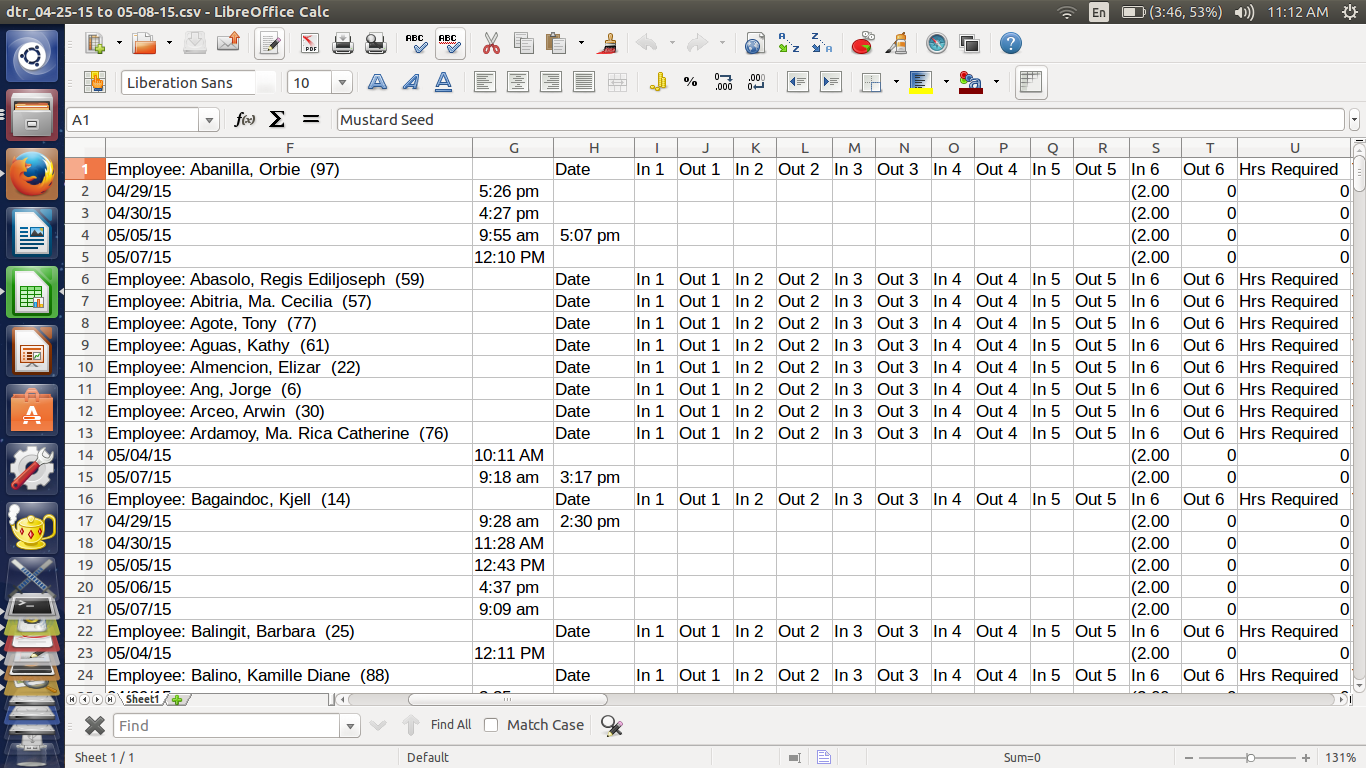 dtr_04-25-15 to 05-08-15.csv - LibreOffice Calc En (3:46, 53%) 11:12 AM
Liberation Sans 10
A1 Mustard Seed
F G H I J K L M N O P Q R S T U
1 Employee: Abanilla, Orbie (97) Date In 1 Out 1 In 2 Out 2 In 3 Out 3 In 4 Out 4 In 5 Out 5 In 6 Out 6 Hrs Required
2 04/29/15 5:26 pm (2.00 0 0
3 04/30/15 4:27 pm (2.00 0 0
4 05/05/15 9:55 am 5:07 pm (2.00 0 0
5 05/07/15 12:10 PM (2.00 0 0
6 Employee: Abasolo, Regis Ediljoseph (59) Date In 1 Out 1 In 2 Out 2 In 3 Out 3 In 4 Out 4 In 5 Out 5 In 6 Out 6 Hrs Required
7 Employee: Abitria, Ma. Cecilia (57) Date In 1 Out 1 In 2 Out 2 In 3 Out 3 In 4 Out 4 In 5 Out 5 In 6 Out 6 Hrs Required
8 Employee: Agote, Tony (77) Date In 1 Out 1 In 2 Out 2 In 3 Out 3 In 4 Out 4 In 5 Out 5 In 6 Out 6 Hrs Required
9 Employee: Aguas, Kathy (61) Date In 1 Out 1 In 2 Out 2 In 3 Out 3 In 4 Out 4 In 5 Out 5 In 6 Out 6 Hrs Required
10 Employee: Almencion, Elizar (22) Date In 1 Out 1 In 2 Out 2 In 3 Out 3 In 4 Out 4 In 5 Out 5 In 6 Out 6 Hrs Required
11 Employee: Ang, Jorge (6) Date In 1 Out 1 In 2 Out 2 In 3 Out 3 In 4 Out 4 In 5 Out 5 In 6 Out 6 Hrs Required
12 Employee: Arceo, Arwin (30) Date In 1 Out 1 In 2 Out 2 In 3 Out 3 In 4 Out 4 In 5 Out 5 In 6 Out 6 Hrs Required
13 Employee: Ardamoy, Ma. Rica Catherine (76) Date In 1 Out 1 In 2 Out 2 In 3 Out 3 In 4 Out 4 In 5 Out 5 In 6 Out 6 Hrs Required
14 05/04/15 10:11 AM (2.00 0 0
15 05/07/15 9:18 am 3:17 pm (2.00 0 0
16 Employee: Bagaindoc, Kjell (14) Date In 1 Out 1 In 2 Out 2 In 3 Out 3 In 4 Out 4 In 5 Out 5 In 6 Out 6 Hrs Required
17 04/29/15 9:28 am 2:30 pm (2.00 0 0
18 04/30/15 11:28 AM (2.00 0 0
19 05/05/15 12:43 PM (2.00 0 0
20 05/06/15 4:37 pm (2.00 0 0
21 05/07/15 9:09 am (2.00 0 0
22 Employee: Balingit, Barbara (25) Date In 1 Out 1 In 2 Out 2 In 3 Out 3 In 4 Out 4 In 5 Out 5 In 6 Out 6 Hrs Required
23 05/04/15 12:11 PM (2.00 0 0
24 Employee: Balino, Kamille Diane (88) Date In 1 Out 1 In 2 Out 2 In 3 Out 3 In 4 Out 4 In 5 Out 5 In 6 Out 6 Hrs Required
Sheet1
Find Find All Match Case
Sheet 1 / 1 Default Sum=0 131%